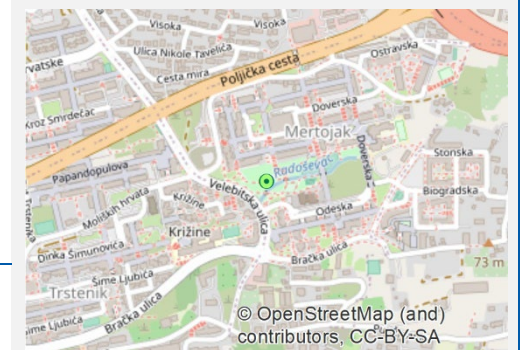 Visoka
Visoka
Ulica Nikole Tavelića
Ostravska
vatske
Cesta mira
Poljička cesta
Doverska
Kroz Smrdečac
Mertojak
Doverska
Stonska
Papandopulova
Radoševac
Velebitska ulica
Biogradska
Križine
Moliških hrvata
Trstenik
Odeska
Križine
Dinka Šimunovića
Bračka ulica
73 m
Šime Ljubića
Trstenik
Bračka ulica
ime Ljubića
© OpenStreetMap (and)
contributors, CC-BY-SA